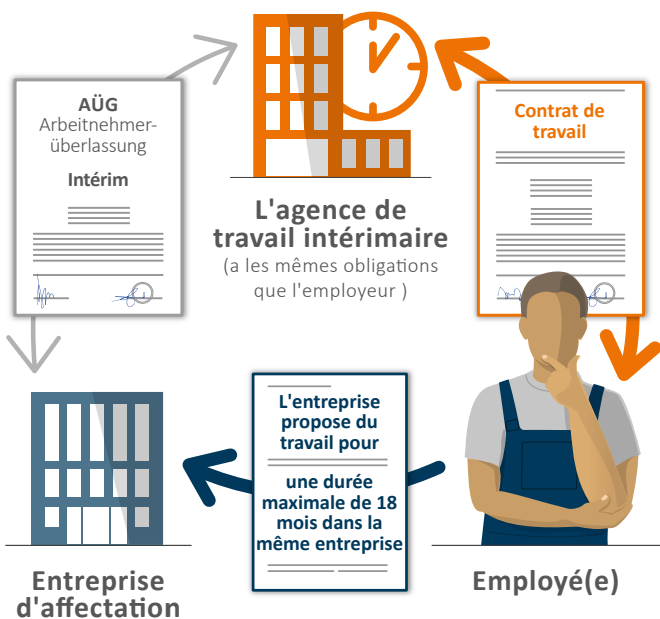 AÜG
Arbeitnehmer-
überlassung
Intérim
Contrat de
travail
L'agence de
travail intérimaire
(a les mêmes obligations
que l'employeur )
L'entreprise
propose du
travail pour
une durée
maximale de 18
mois dans la
même entreprise
Entreprise
d'affectation
Employé(e)